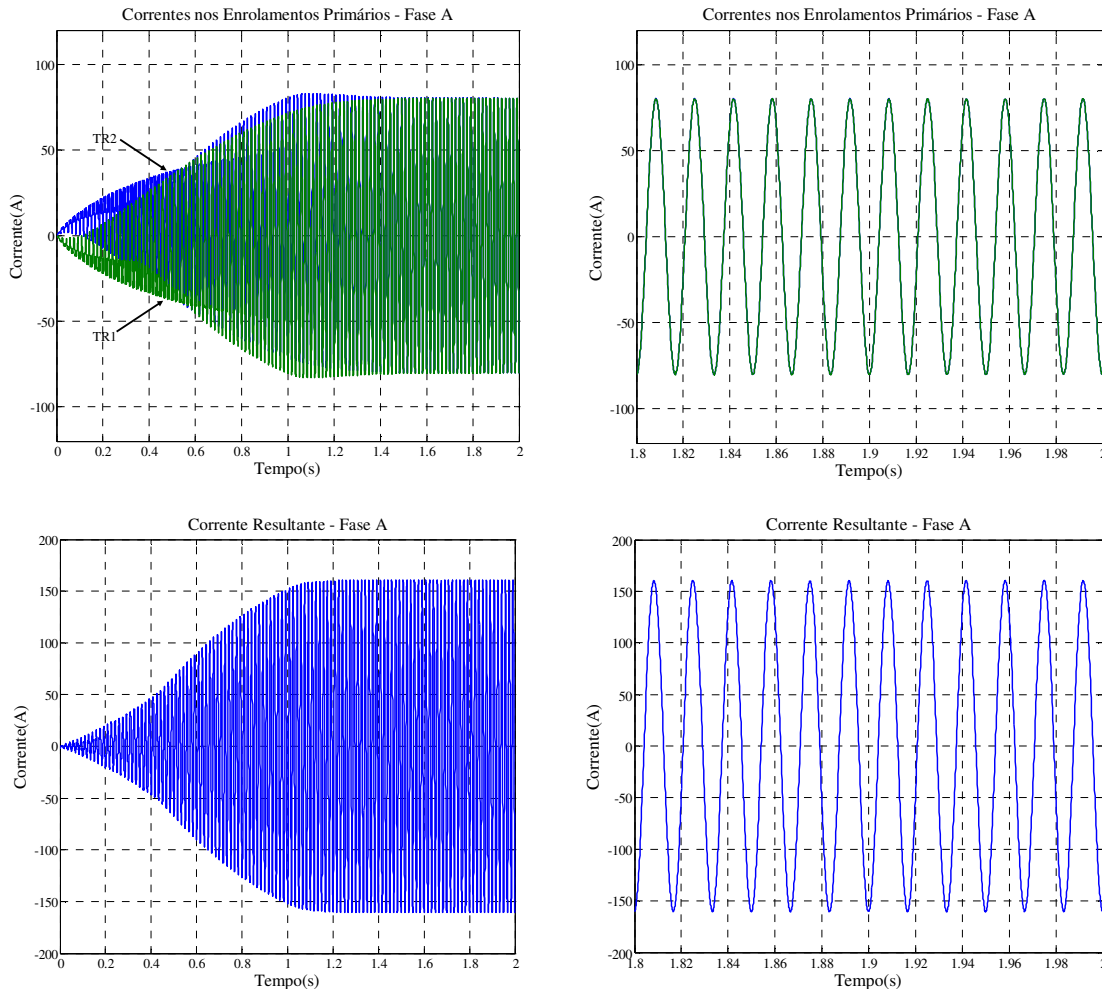 Correntes nos Enrolamentos Primários - Fase A
100
50
0
-50
-100
Corrente(A)
TR2
TR1
0 0.2 0.4 0.6 0.8 1 1.2 1.4 1.6 1.8 2
Tempo(s)
Correntes nos Enrolamentos Primários - Fase A
100
50
0
-50
-100
Corrente(A)
1.8 1.82 1.84 1.86 1.88 1.9 1.92 1.94 1.96 1.98 2
Tempo(s)
Corrente Resultante - Fase A
200
150
100
50
0
-50
-100
-150
-200
Corrente(A)
0 0.2 0.4 0.6 0.8 1 1.2 1.4 1.6 1.8 2
Tempo(s)
Corrente Resultante - Fase A
200
150
100
50
0
-50
-100
-150
-200
Corrente(A)
1.8 1.82 1.84 1.86 1.88 1.9 1.92 1.94 1.96 1.98
Tempo(s)